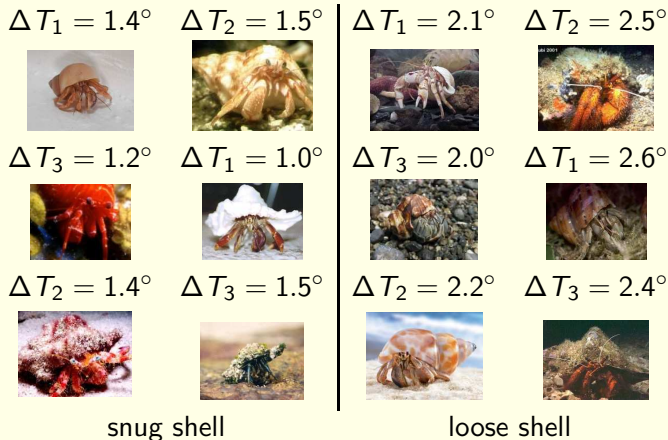 ΔT₁ = 1.4° ΔT₂ = 1.5° ΔT₁ = 2.1° ΔT₂ = 2.5°
2001
ΔT₃ = 1.2° ΔT₁ = 1.0° ΔT₃ = 2.0° ΔT₁ = 2.6°
ΔT₂ = 1.4° ΔT₃ = 1.5° ΔT₂ = 2.2° ΔT₃ = 2.4°
snug shell loose shell